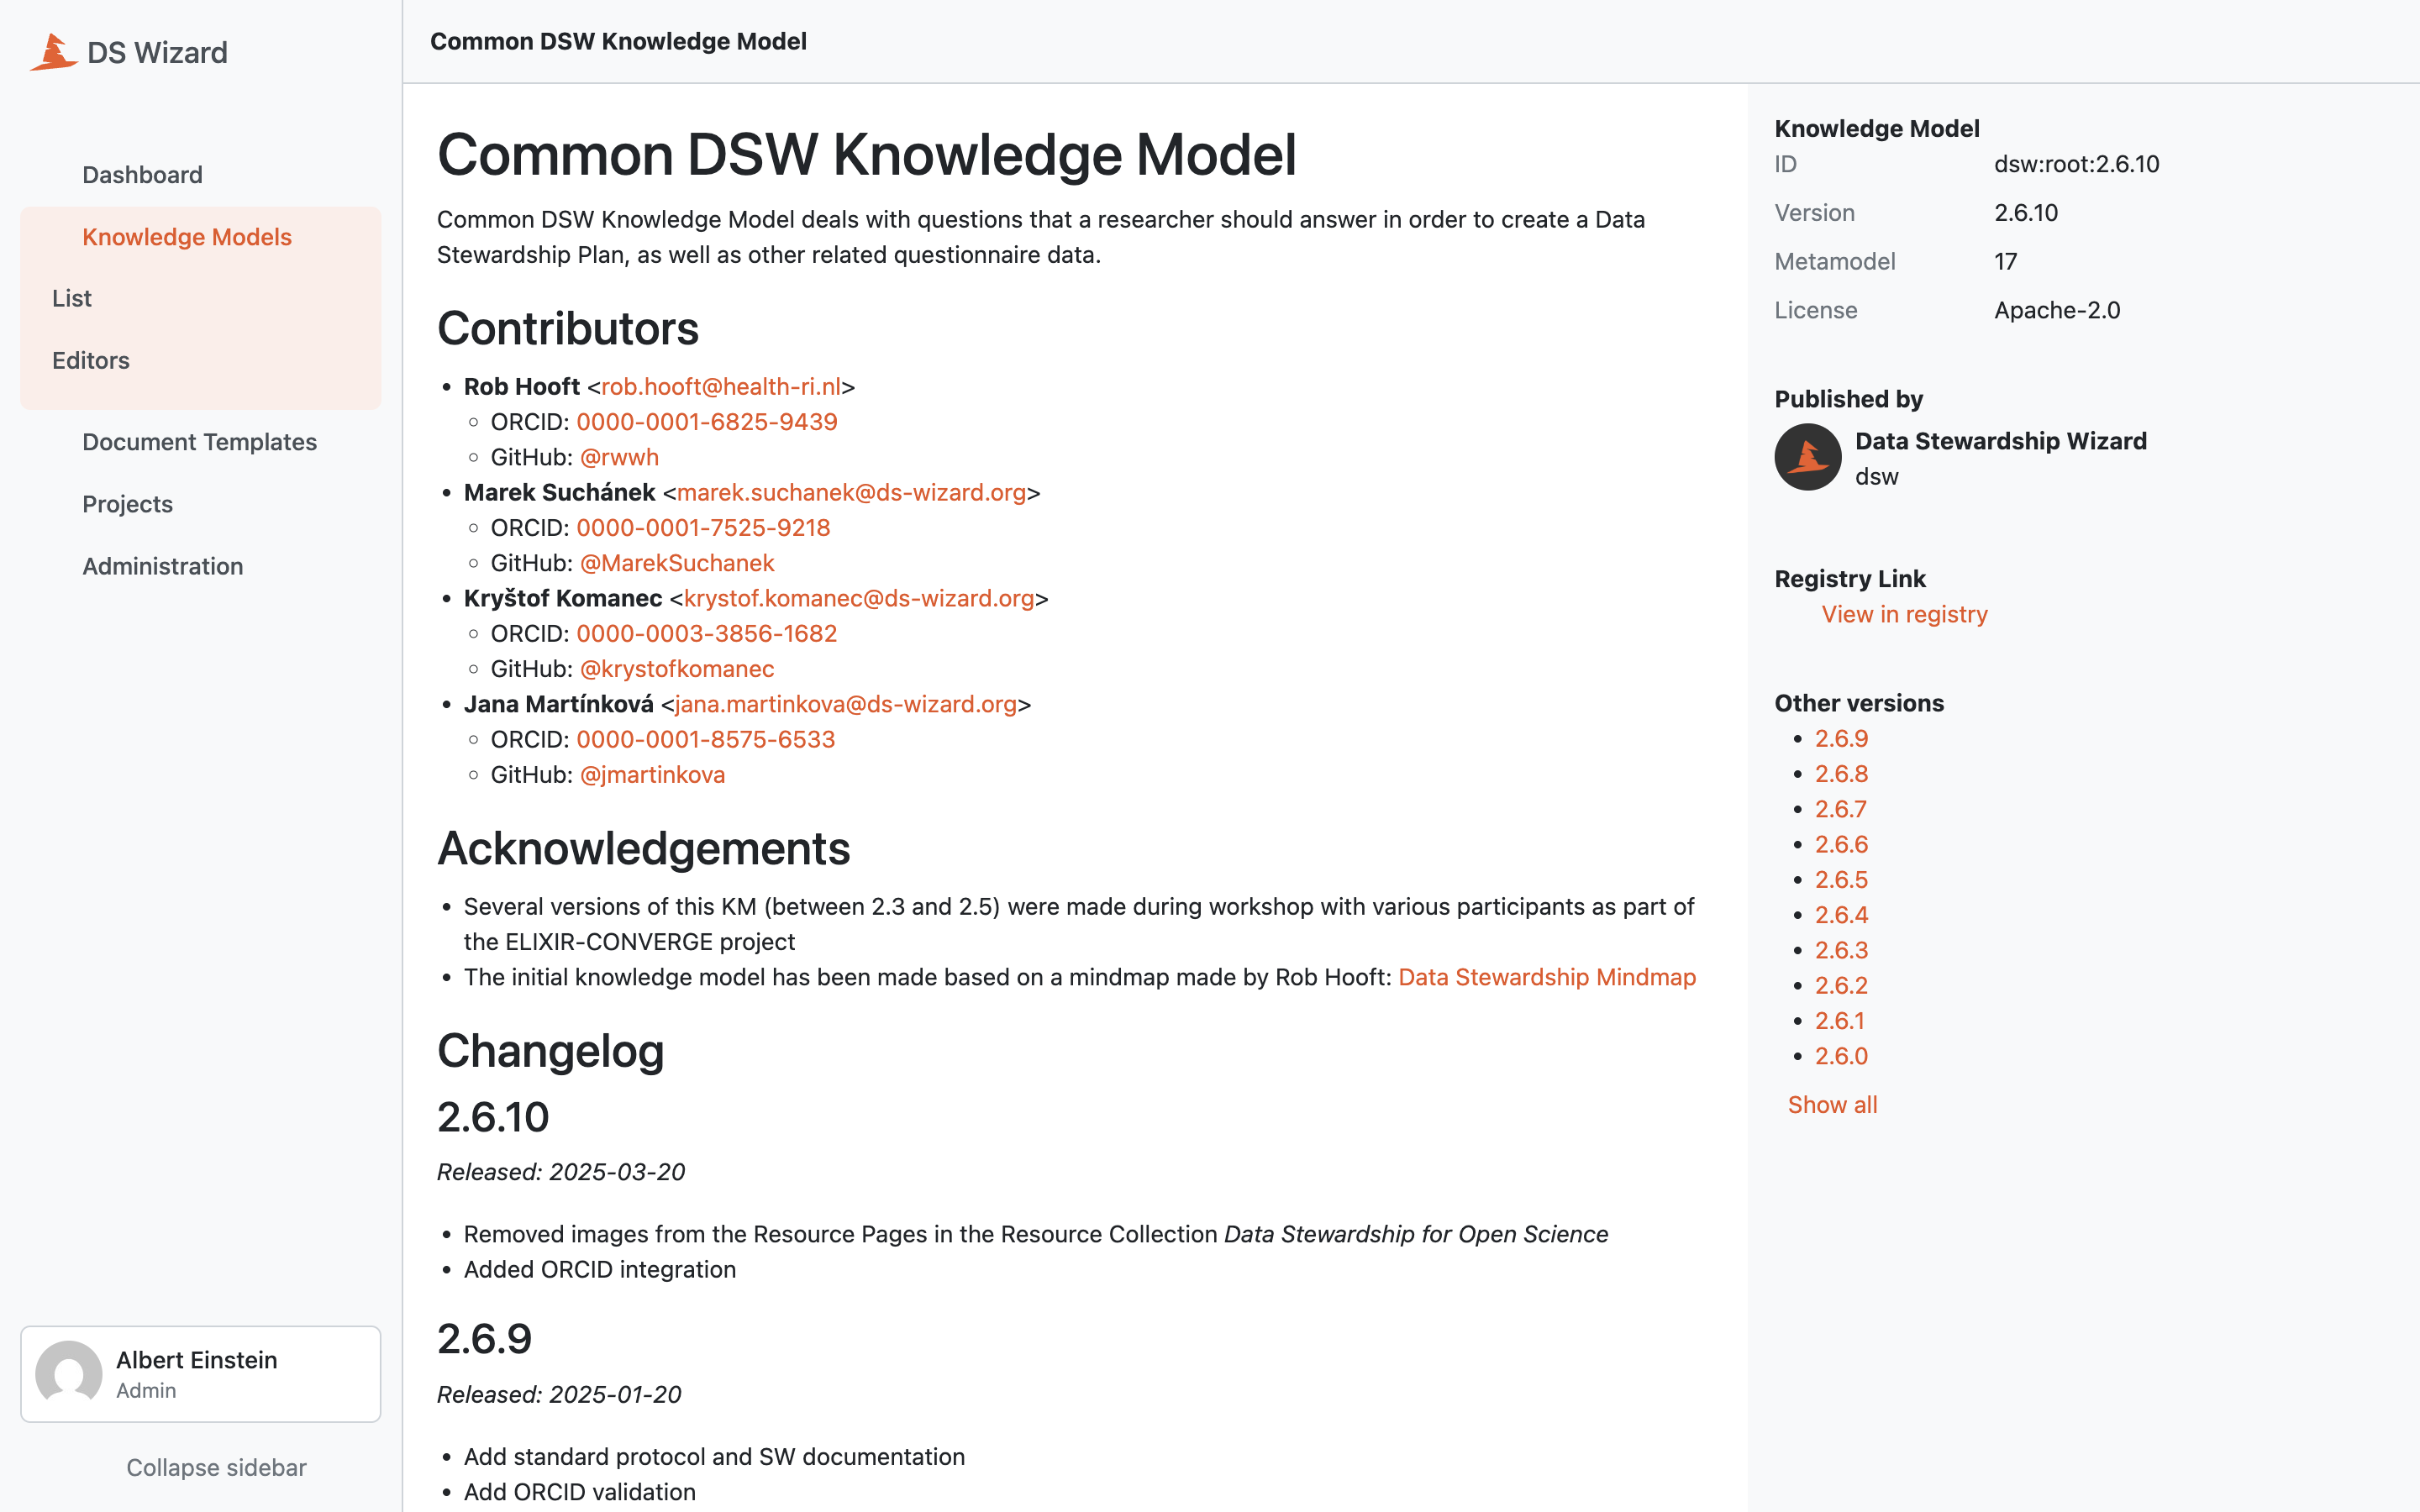 DS Wizard
Dashboard
Knowledge Models
List
Editors
Document Templates
Projects
Administration
Albert Einstein
Admin
Collapse sidebar
Common DSW Knowledge Model
Common DSW Knowledge Model
Common DSW Knowledge Model deals with questions that a researcher should answer in order to create a Data
Stewardship Plan, as well as other related questionnaire data.
Contributors
• Rob Hooft <rob.hooft@health-ri.nl>
◦ ORCID: 0000-0001-6825-9439
◦ GitHub: @rwwh
• Marek Suchánek <marek.suchanek@ds-wizard.org>
◦ ORCID: 0000-0001-7525-9218
◦ GitHub: @MarekSuchanek
• Kryštof Komanec <krystof.komanec@ds-wizard.org>
◦ ORCID: 0000-0003-3856-1682
◦ GitHub: @krystofkomanec
• Jana Martínková <jana.martinkova@ds-wizard.org>
◦ ORCID: 0000-0001-8575-6533
◦ GitHub: @jmartinkova
Acknowledgements
• Several versions of this KM (between 2.3 and 2.5) were made during workshop with various participants as part of
the ELIXIR-CONVERGE project
• The initial knowledge model has been made based on a mindmap made by Rob Hooft: Data Stewardship Mindmap
Changelog
2.6.10
Released: 2025-03-20
• Removed images from the Resource Pages in the Resource Collection Data Stewardship for Open Science
• Added ORCID integration
2.6.9
Released: 2025-01-20
• Add standard protocol and SW documentation
• Add ORCID validation
Knowledge Model
ID dsw:root:2.6.10
Version 2.6.10
Metamodel 17
License Apache-2.0
Published by
Data Stewardship Wizard
dsw
Registry Link
View in registry
Other versions
• 2.6.9
• 2.6.8
• 2.6.7
• 2.6.6
• 2.6.5
• 2.6.4
• 2.6.3
• 2.6.2
• 2.6.1
• 2.6.0
Show all